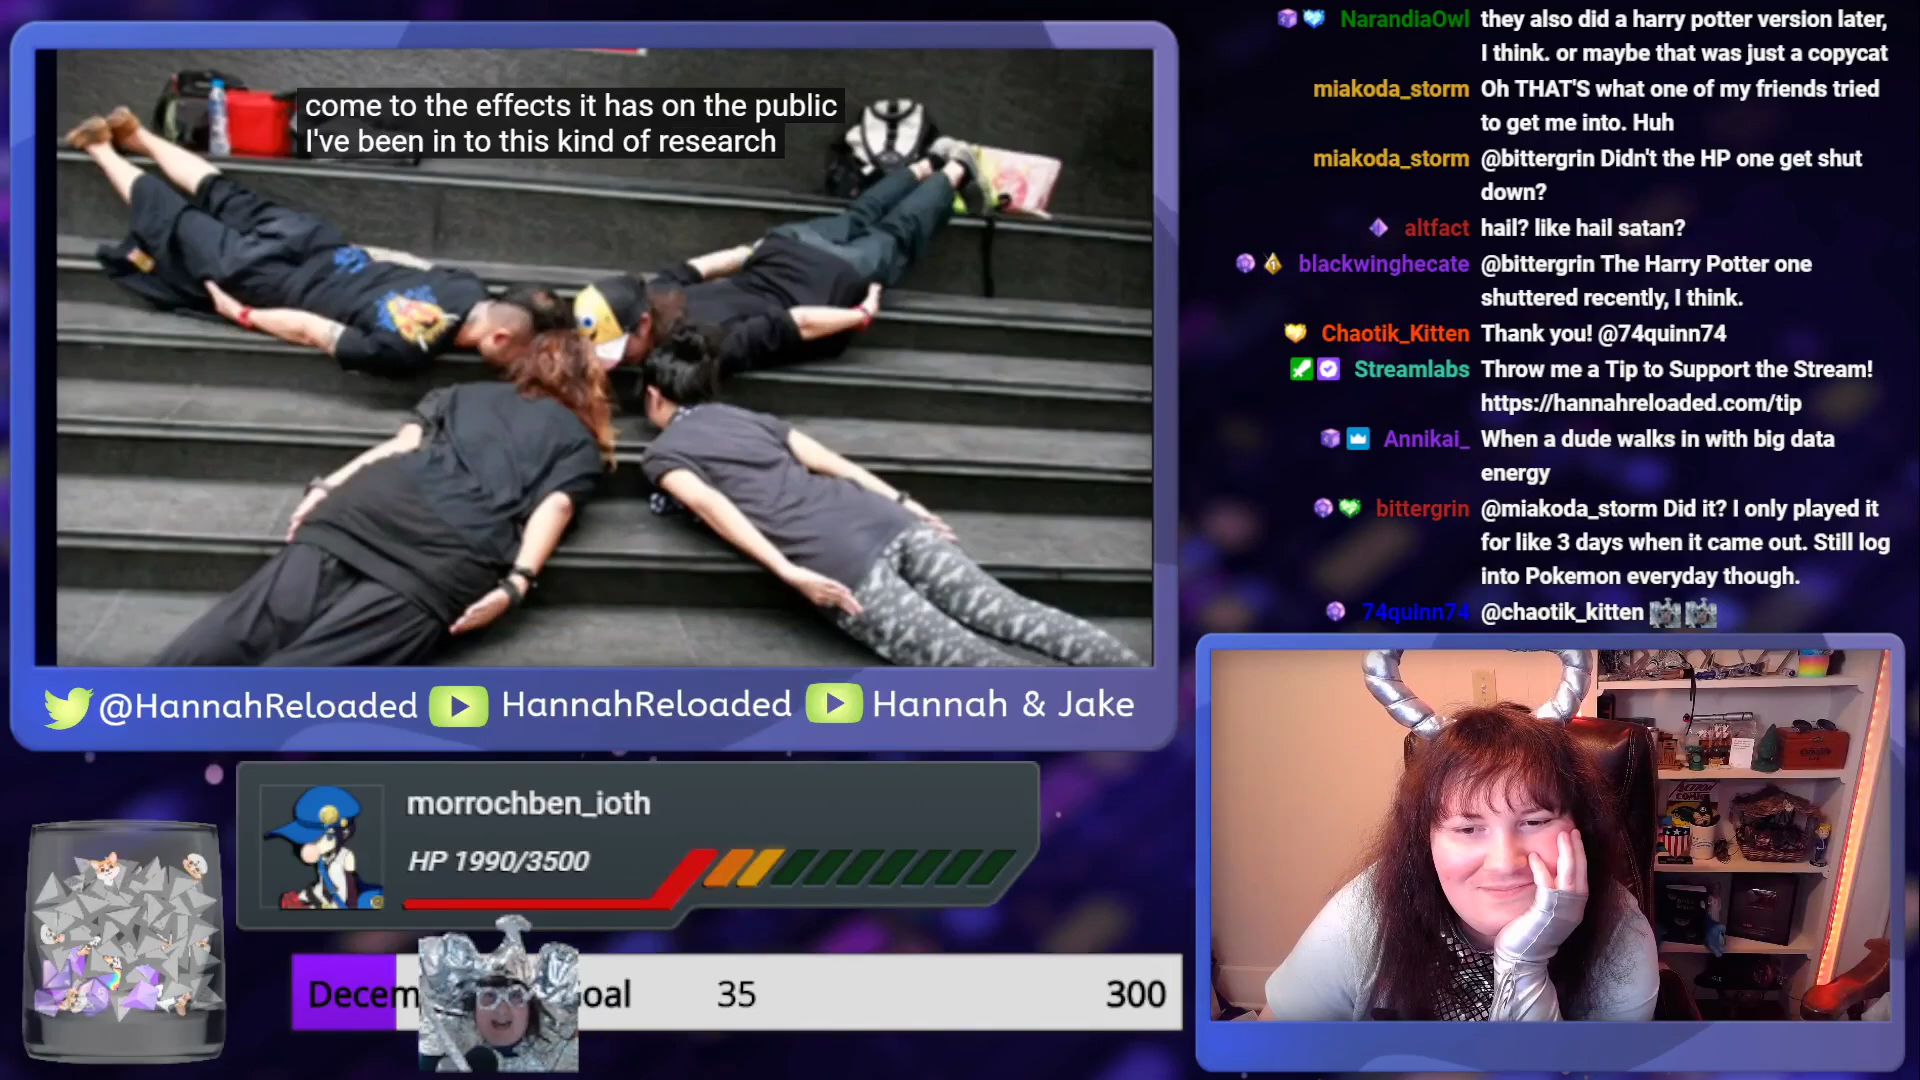 come to the effects it has on the public
I've been in to this kind of research
@HannahReloaded
HannahReloaded
Hannah & Jake
morrochben_ioth
HP 1990/3500
Decem
oal
35
300
NarandiaOwl they also did a harry potter version later,
I think. or maybe that was just a copycat
miakoda_storm Oh THAT'S what one of my friends tried
to get me into. Huh
miakoda_storm @bittergrin Didn't the HP one get shut
down?
altfact hail? like hail satan?
blackwinghecate @bittergrin The Harry Potter one
shuttered recently, I think.
Chaotik_Kitten Thank you! @74quinn74
Streamlabs Throw me a Tip to Support the Stream!
https://hannahreloaded.com/tip
Annikai_ When a dude walks in with big data
energy
bittergrin @miakoda_storm Did it? I only played it
for like 3 days when it came out. Still log
into Pokemon everyday though.
74quinn74 @chaotik_kitten